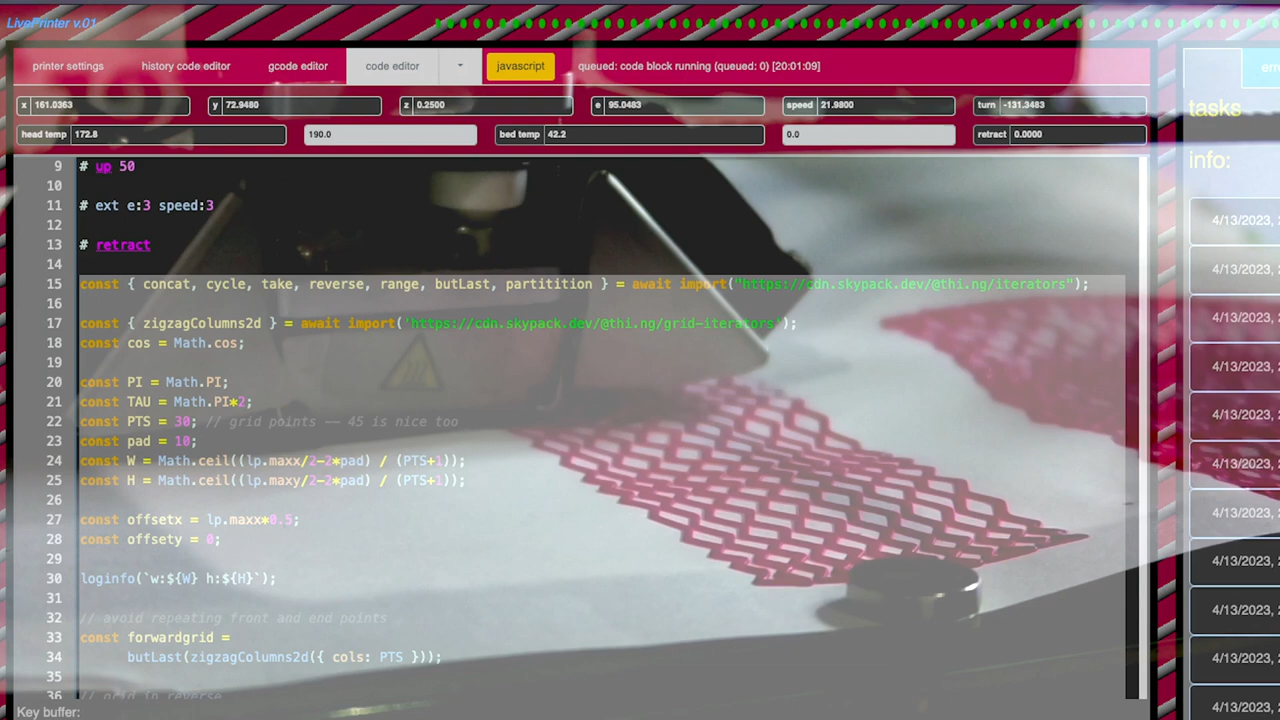 LivePrinter v.01
printer settings history code editor gcode editor code editor javascript queued: code block running (queued: 0) [20:01:09]
x 161.0363 y 72.9480 z 0.2500 e 95.0483 speed 21.9800 turn -131.3483
head temp 172.8 190.0 bed temp 42.2 0.0 retract 0.0000
9 # up 50
10
11 # ext e:3 speed:3
12
13 # retract
14
15 const { concat, cycle, take, reverse, range, butLast, partitition } = await import("https://cdn.skypack.dev/@thi.ng/iterators");
16
17 const { zigzagColumns2d } = await import('https://cdn.skypack.dev/@thi.ng/grid-iterators');
18 const cos = Math.cos;
19
20 const PI = Math.PI;
21 const TAU = Math.PI*2;
22 const PTS = 30; // grid points -- 45 is nice too
23 const pad = 10;
24 const W = Math.ceil((lp.maxx/2-2*pad) / (PTS+1));
25 const H = Math.ceil((lp.maxy/2-2*pad) / (PTS+1));
26
27 const offsetx = lp.maxx*0.5;
28 const offsety = 0;
29
30 loginfo(`w:${W} h:${H}`);
31
32 // avoid repeating front and end points
33 const forwardgrid =
34 butLast(zigzagColumns2d({ cols: PTS }));
35
36 // grid in reverse
Key buffer:
tasks
info:
4/13/2023,
4/13/2023,
4/13/2023,
4/13/2023,
4/13/2023,
4/13/2023,
4/13/2023,
4/13/2023,
4/13/2023,
4/13/2023,
4/13/2023,